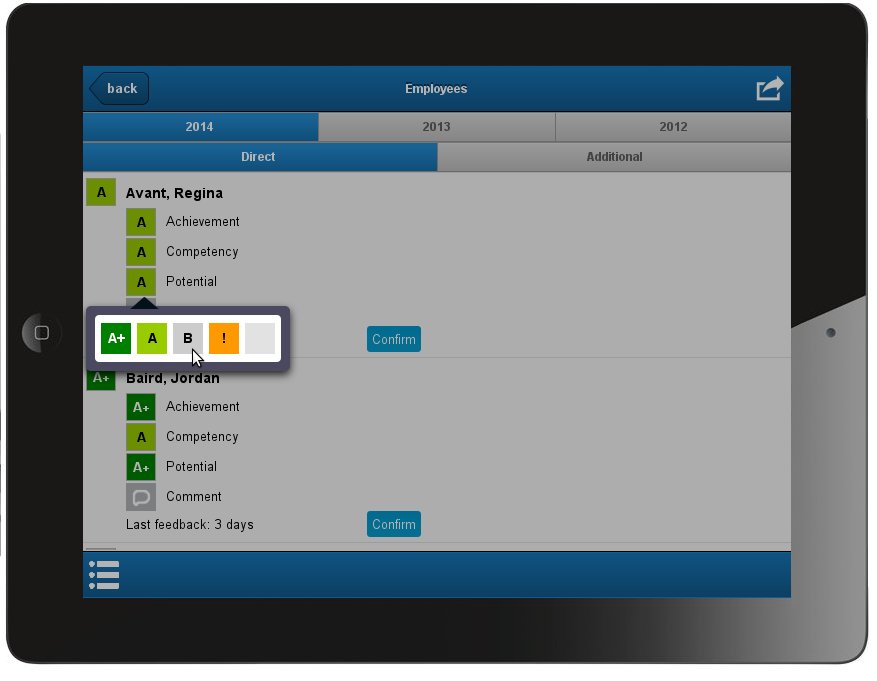 back Employees
2014 2013 2012
Direct Additional
A Avant, Regina
A Achievement
A Competency
A Potential
A+ A B !
Confirm
A+ Baird, Jordan
A+ Achievement
A Competency
A+ Potential
Comment
Last feedback: 3 days Confirm